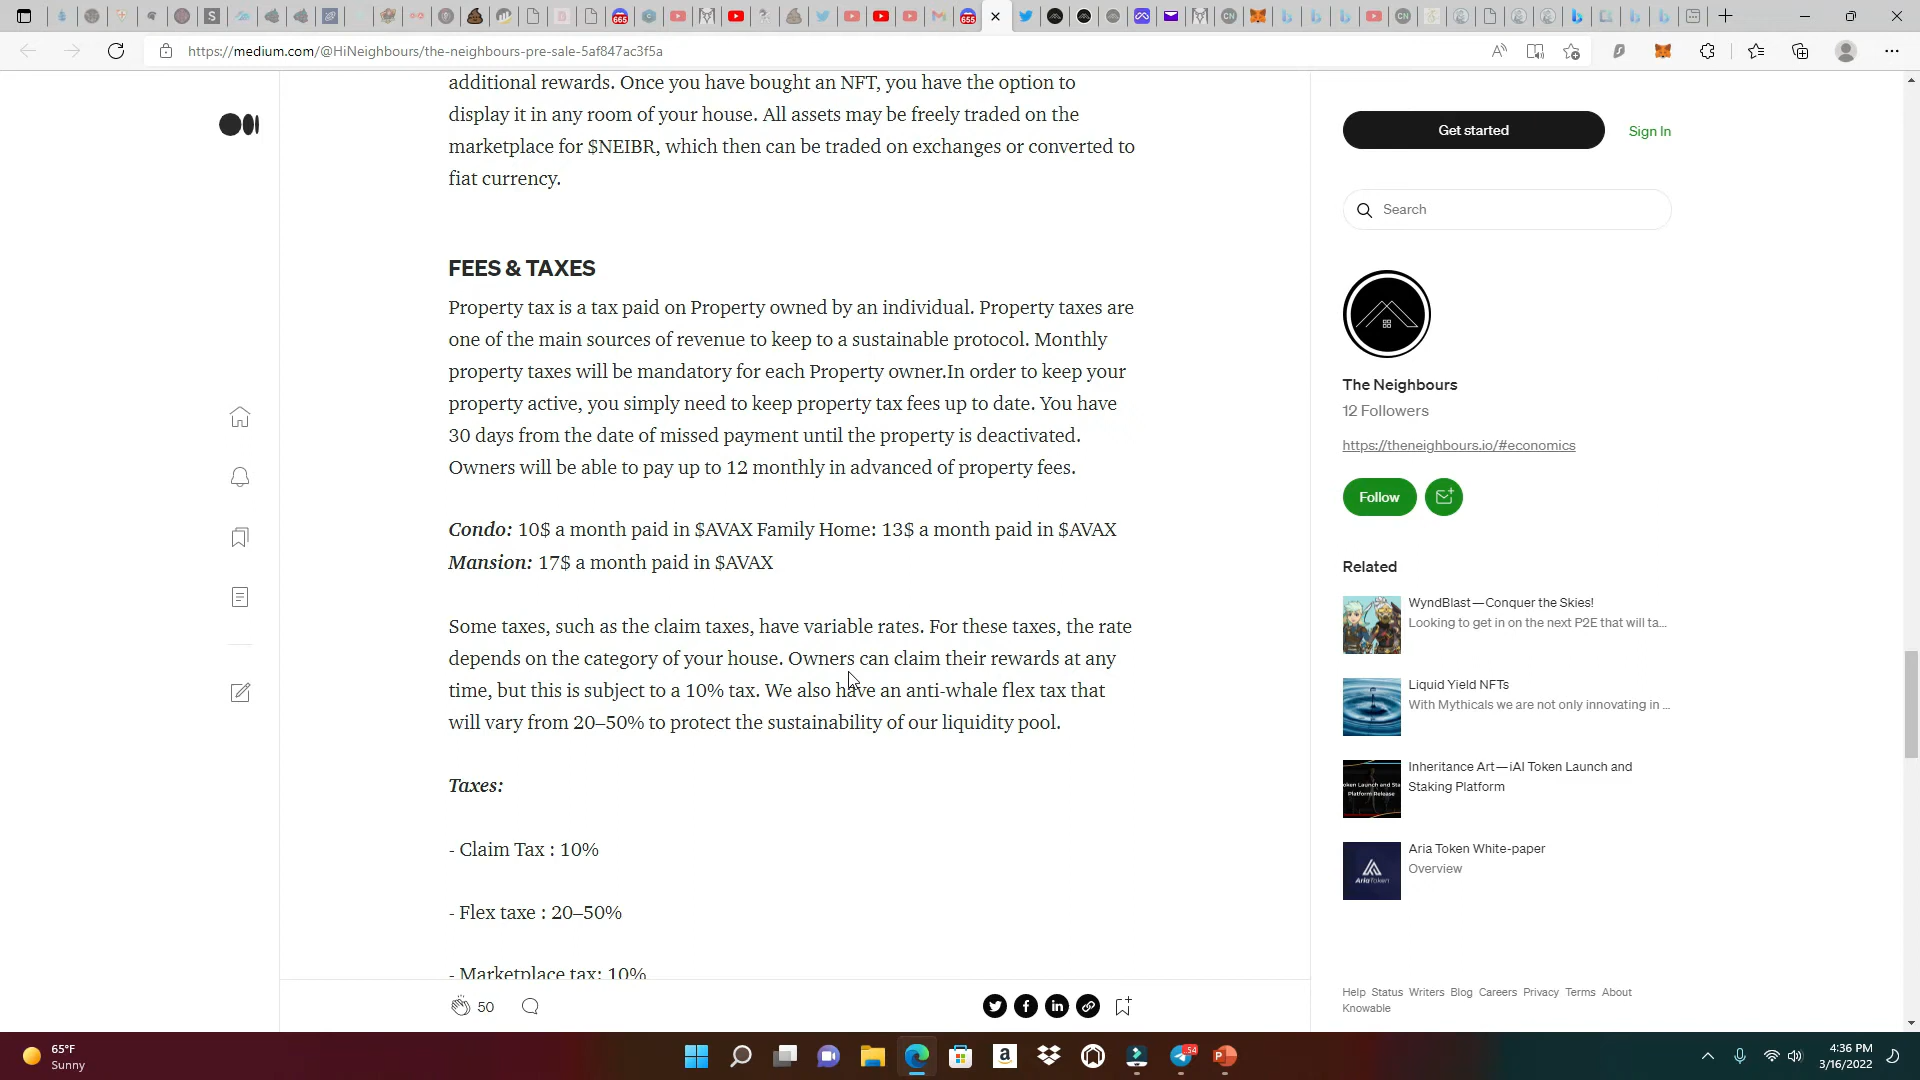 https://medium.com/@HiNeighbours/the-neighbours-pre-sale-5af847ac3f5a
additional rewards. Once you have bought an NFT, you have the option to
display it in any room of your house. All assets may be freely traded on the
marketplace for $NEIBR, which then can be traded on exchanges or converted to
fiat currency.
FEES & TAXES
Property tax is a tax paid on Property owned by an individual. Property taxes are
one of the main sources of revenue to keep to a sustainable protocol. Monthly
property taxes will be mandatory for each Property owner.In order to keep your
property active, you simply need to keep property tax fees up to date. You have
30 days from the date of missed payment until the property is deactivated.
Owners will be able to pay up to 12 monthly in advanced of property fees.
Condo: 10$ a month paid in $AVAX Family Home: 13$ a month paid in $AVAX
Mansion: 17$ a month paid in $AVAX
Some taxes, such as the claim taxes, have variable rates. For these taxes, the rate
depends on the category of your house. Owners can claim their rewards at any
time, but this is subject to a 10% tax. We also have an anti-whale flex tax that
will vary from 20–50% to protect the sustainability of our liquidity pool.
Taxes:
- Claim Tax : 10%
- Flex taxe : 20–50%
- Marketplace tax: 10%
50
Get started
Sign In
Search
The Neighbours
12 Followers
https://theneighbours.io/#economics
Follow
Related
WyndBlast — Conquer the Skies!
Looking to get in on the next P2E that will ta...
Liquid Yield NFTs
With Mythicals we are not only innovating in ...
Inheritance Art — iAI Token Launch and
Staking Platform
Aria Token White-paper
Overview
Help Status Writers Blog Careers Privacy Terms About
Knowable
65°F
Sunny
4:36 PM
3/16/2022